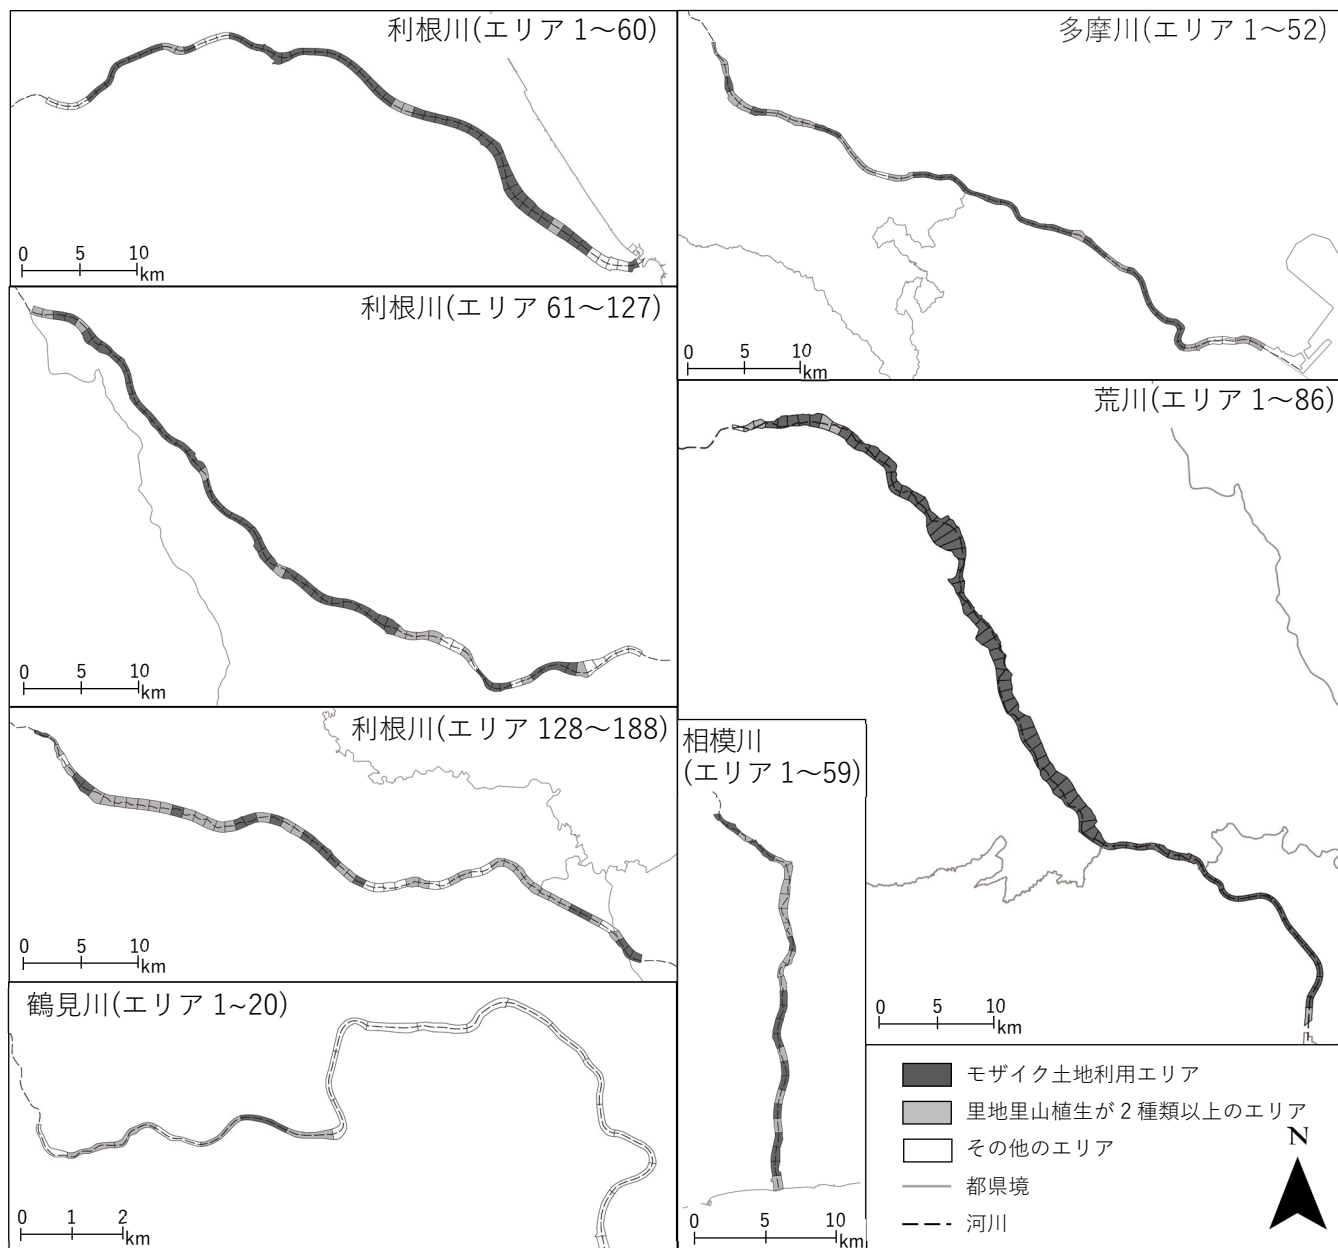 利根川(エリア 1～60)
0 5 10
km
多摩川(エリア 1～52)
0 5 10
km
利根川(エリア 61～127)
0 5 10
km
荒川(エリア 1～86)
0 5 10
km
利根川(エリア 128～188)
0 5 10
km
相模川
(エリア 1～59)
0 5 10
km
鶴見川(エリア 1~20)
0 1 2
km
モザイク土地利用エリア
里地里山植生が 2 種類以上のエリア
その他のエリア
都県境
河川
N